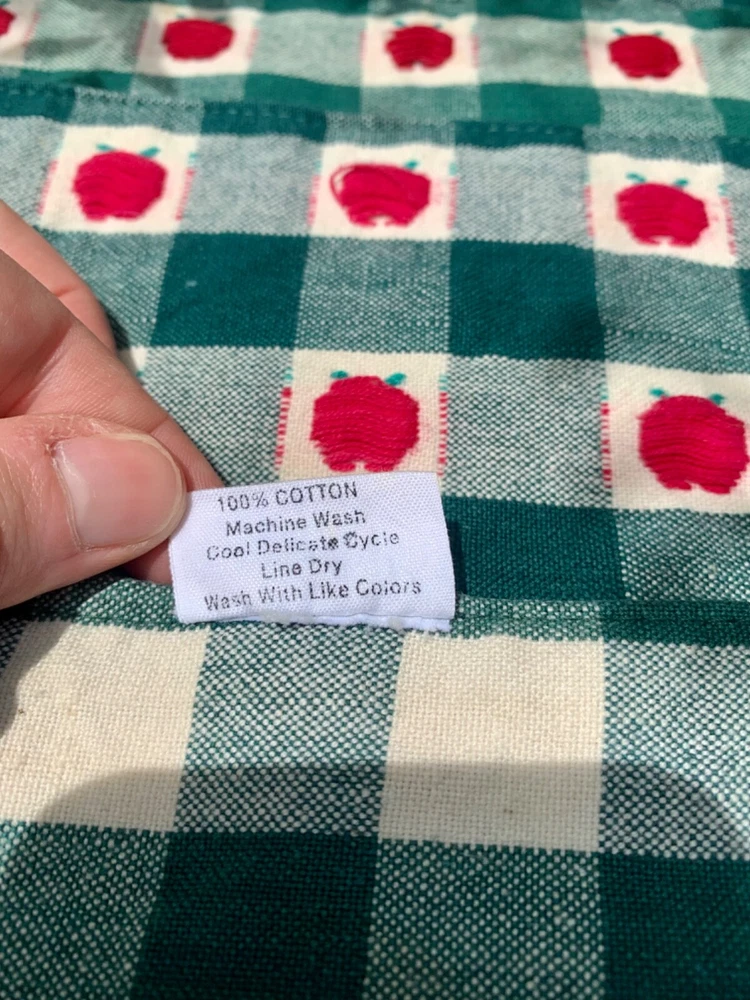 100% COTTON
Machine Wash
Cool Delicate Cycle
Line Dry
Wash With Like Colors